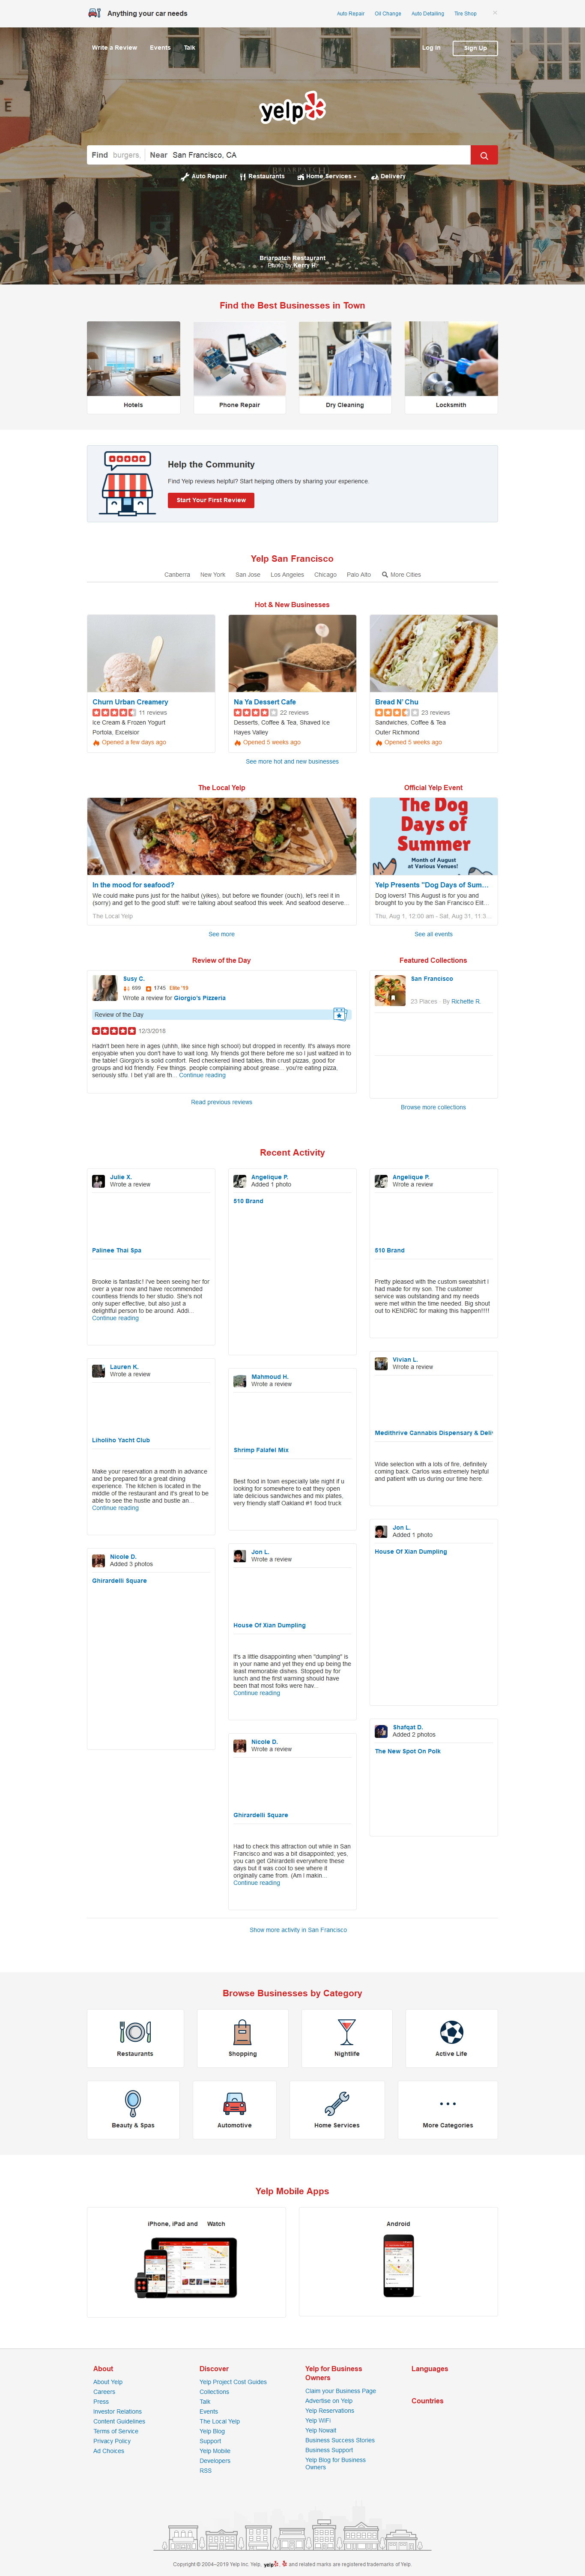 Anything your car needs
Auto Repair Oil Change Auto Detailing Tire Shop
Write a Review Events Talk
Log In Sign Up
yelp
Find burgers, Near San Francisco, CA
Auto Repair Restaurants Home Services Delivery
Briarpatch Restaurant
Photo by Kerry H.
Find the Best Businesses in Town
Hotels Phone Repair Dry Cleaning Locksmith
Help the Community
Find Yelp reviews helpful? Start helping others by sharing your experience.
Start Your First Review
Yelp San Francisco
Canberra New York San Jose Los Angeles Chicago Palo Alto More Cities
Hot & New Businesses
Churn Urban Creamery
11 reviews
Ice Cream & Frozen Yogurt
Portola, Excelsior
Opened a few days ago
Na Ya Dessert Cafe
22 reviews
Desserts, Coffee & Tea, Shaved Ice
Hayes Valley
Opened 5 weeks ago
Bread N' Chu
23 reviews
Sandwiches, Coffee & Tea
Outer Richmond
Opened 5 weeks ago
See more hot and new businesses
The Local Yelp
In the mood for seafood?
We could make puns just for the halibut (yikes), but before we flounder (ouch), let's reel it in
(sorry) and get to the good stuff: we're talking about seafood this week. And seafood deserve...
The Local Yelp
See more
Official Yelp Event
The Dog
Days of
Summer
Month of August
at Various Venues!
Yelp Presents "Dog Days of Sum...
Dog lovers! This August is for you and
brought to you by the San Francisco Elit...
Thu, Aug 1, 12:00 am - Sat, Aug 31, 11:3...
See all events
Review of the Day
Susy C.
699 1745 Elite '19
Wrote a review for Giorgio's Pizzeria
Review of the Day
12/3/2018
Hadn't been here in ages (uhhhh, like since high school) but dropped in recently. It's always more
enjoyable when you don't have to wait long. My friends got there before me so I just waltzed in to
the table! Giorgio's is solid comfort. Red checkered tables, thin crust pizzas, good for
groups and kid friendly. Few things: people complaining about grease... you're eating pizza,
seriously stfu. I bet y'all are th... Continue reading
Read previous reviews
Featured Collections
San Francisco
23 Places By Richette R.
Browse more collections
Recent Activity
Julie X.
Wrote a review
Palinee Thai Spa
Brooke is fantastic! I've been seeing her for
over a year now and have recommended
countless friends to her studio. She's not
only super effective, but also just a
delightful person to be around. Addi...
Continue reading
Lauren K.
Wrote a review
Liholiho Yacht Club
Make your reservation a month in advance
and be prepared for a great dining
experience. The kitchen is located in the
middle of the restaurant and it's great to be
able to see the hustle and bustle an...
Continue reading
Nicole D.
Added 3 photos
Ghirardelli Square
Angelique P.
Added 1 photo
510 Brand
Mahmoud H.
Wrote a review
Shrimp Falafel Mix
Best food in town especially late night if u
looking for somewhere to eat they open
late delicious sandwiches and mix plates,
very friendly staff Oakland #1 food truck
Jon L.
Wrote a review
House Of Xian Dumpling
It's a little disappointing when "dumpling" is
in your name and yet they end up being the
least memorable dishes. Stopped by for
lunch and the first warning should have
been that most folks were hav...
Continue reading
Nicole D.
Wrote a review
Ghirardelli Square
Had to check this attraction out while in San
Francisco and was a bit disappointed; yes,
you can get Ghirardelli everywhere these
days but it was cool to see where it
originally came from. (Am I makin...
Continue reading
Angelique P.
Wrote a review
510 Brand
Pretty pleased with the custom sweatshirt I
had made for my son. The customer
service was outstanding and my needs
were met within the time needed. Big shout
out to KENDRIC for making this happen!!!!
Vivian L.
Wrote a review
Medithrive Cannabis Dispensary & Deli
Wide selection with a lots of fire, definitely
coming back. Carlos was extremely helpful
and patient with us during our time here.
Jon L.
Added 1 photo
House Of Xian Dumpling
Shafqat D.
Added 2 photos
The New Spot On Polk
Show more activity in San Francisco
Browse Businesses by Category
Restaurants Shopping Nightlife Active Life
Beauty & Spas Automotive Home Services More Categories
Yelp Mobile Apps
iPhone, iPad and Watch
Android
About
About Yelp
Careers
Press
Investor Relations
Content Guidelines
Terms of Service
Privacy Policy
Ad Choices
Discover
Yelp Project Cost Guides
Collections
Talk
Events
The Local Yelp
Yelp Blog
Support
Yelp Mobile
Developers
RSS
Yelp for Business
Owners
Claim your Business Page
Advertise on Yelp
Yelp Reservations
Yelp WiFi
Yelp Nowait
Business Success Stories
Business Support
Yelp Blog for Business
Owners
Languages
Countries
Copyright © 2004–2019 Yelp Inc. Yelp, yelp, and related marks are registered trademarks of Yelp.